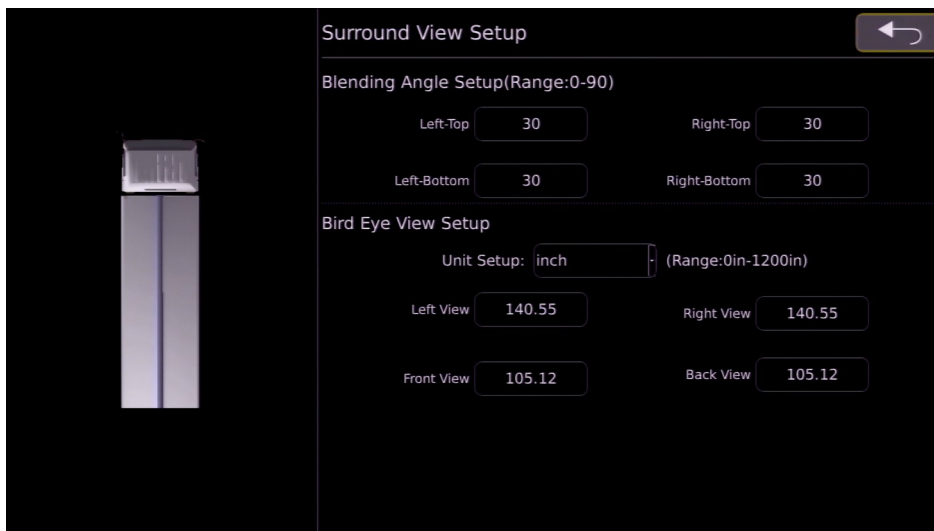 Surround View Setup
Blending Angle Setup(Range:0-90)
Left-Top 30 Right-Top 30
Left-Bottom 30 Right-Bottom 30
Bird Eye View Setup
Unit Setup: inch (Range:0in-1200in)
Left View 140.55 Right View 140.55
Front View 105.12 Back View 105.12